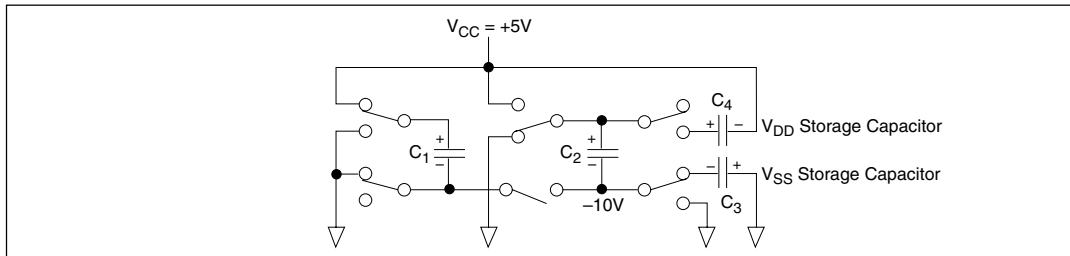 V_CC = +5V
C_4
+ −
V_DD Storage Capacitor
+
C_1
−
+
C_2
−
− +
V_SS Storage Capacitor
C_3
−10V